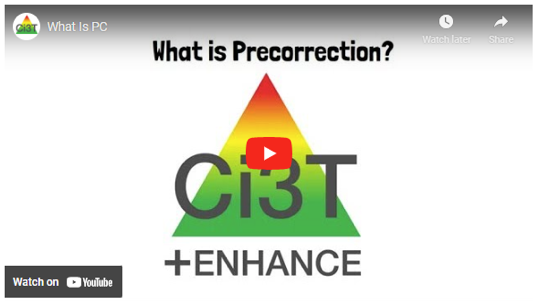 Ci3T
What Is PC
Watch later
Share
What is Precorrection?
Ci3T
+ENHANCE
Watch on YouTube